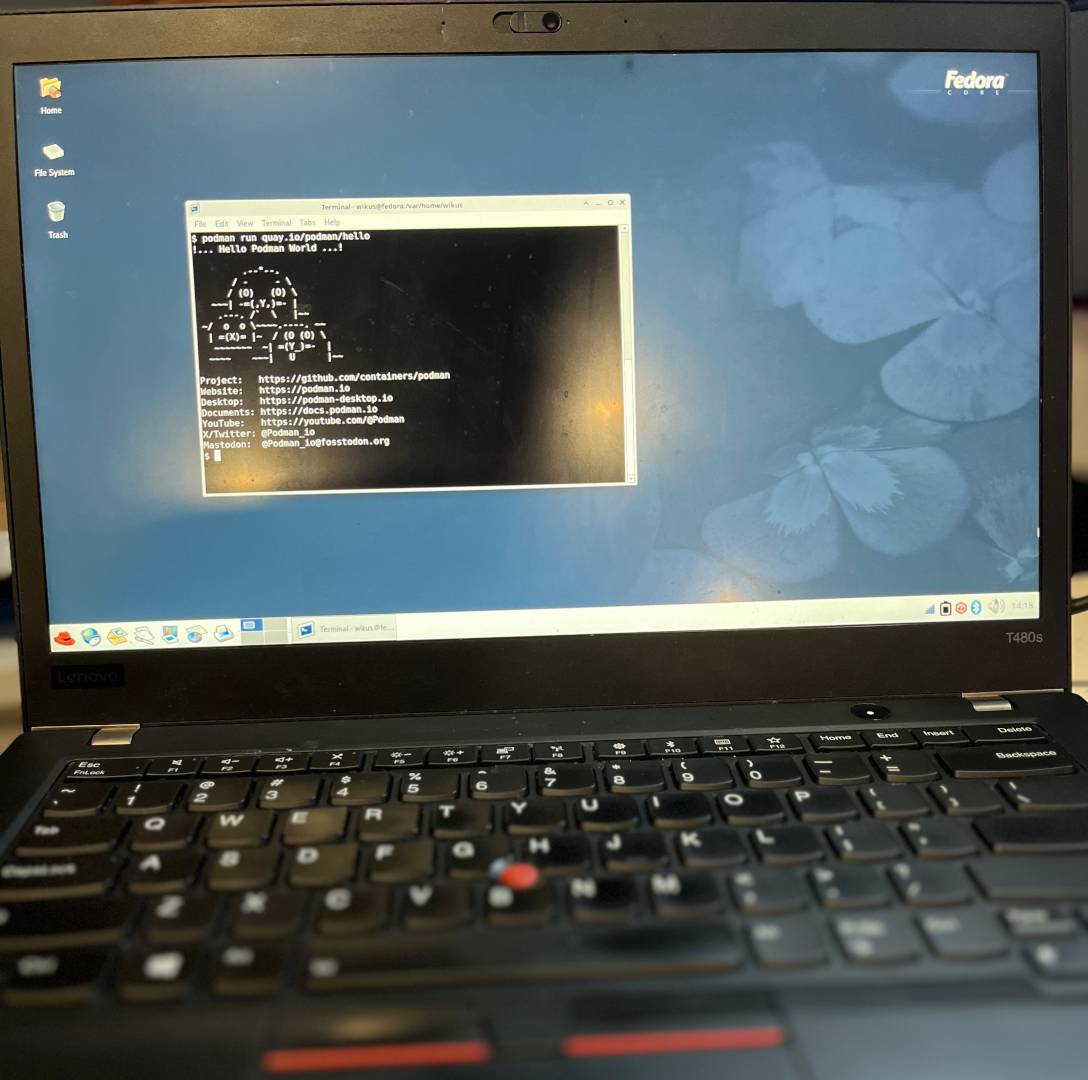 Home
File System
Trash
Fedora
CORE
Terminal - wikus@fedora:/var/home/wikus
File Edit View Terminal Tabs Help
$ podman run quay.io/podman/hello
!... Hello Podman World ...!
Project: https://github.com/containers/podman
Website: https://podman.io
Desktop: https://podman-desktop.io
Documents: https://docs.podman.io
YouTube: https://youtube.com/@Podman
X/Twitter: @Podman_io
Mastodon: @Podman_io@fosstodon.org
$
Terminal - wikus@fe...
14:18
T480s
Lenovo
Esc Home End Insert Delete
FnLock F1 F2 F3 F4 F5 F6 F7 F8 F9 F10 F11 F12
~ ! @ # $ % ^ & * ( ) _ + Backspace
` 1 2 3 4 5 6 7 8 9 0 - =
Tab Q W E R T Y U I O P { } \
CapsLock A S D F G H J K L
Z X C V B N M